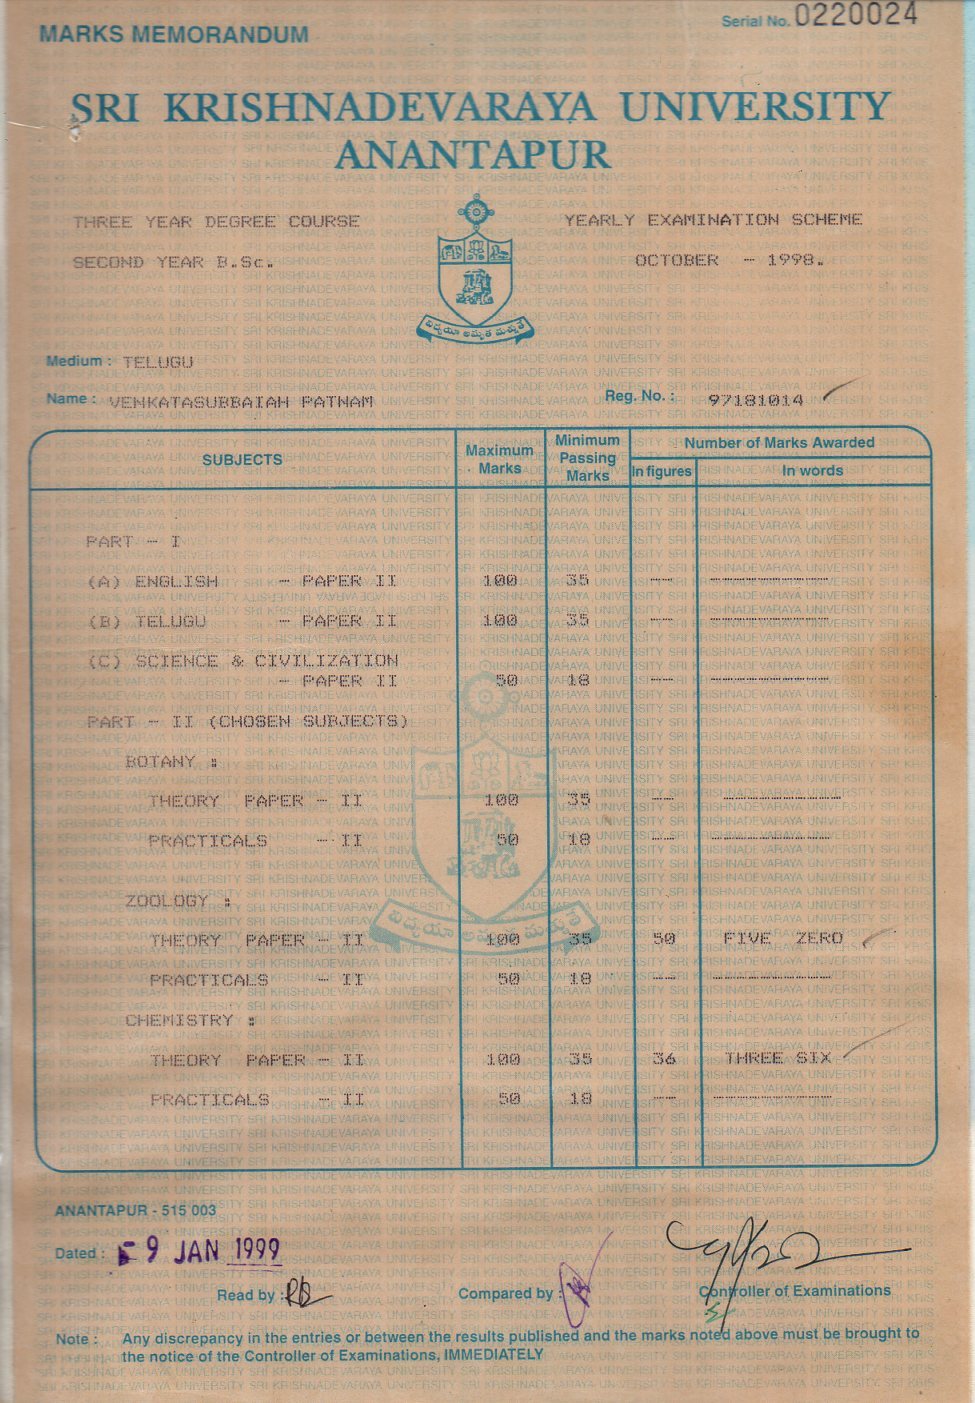 MARKS MEMORANDUM
Serial No. 0220024
SRI KRISHNADEVARAYA UNIVERSITY
ANANTAPUR
THREE YEAR DEGREE COURSE
YEARLY EXAMINATION SCHEME
SECOND YEAR B.Sc.
OCTOBER - 1998.
Medium : TELUGU
Name : VENKATASUBBAIAH PATNAM
Reg. No. : 97181014
SUBJECTS Maximum Marks Minimum Passing Marks Number of Marks Awarded
In figures In words
PART - I
(A) ENGLISH - PAPER II 100 35 -- ----------
(B) TELUGU - PAPER II 100 35 -- ----------
(C) SCIENCE & CIVILIZATION
- PAPER II 50 18 -- ----------
PART - II (CHOSEN SUBJECTS)
BOTANY :
THEORY PAPER - II 100 35 -- ----------
PRACTICALS - II 50 18 -- ----------
ZOOLOGY :
THEORY PAPER - II 100 35 50 FIVE ZERO
PRACTICALS - II 50 18 -- ----------
CHEMISTRY :
THEORY PAPER - II 100 35 36 THREE SIX
PRACTICALS - II 50 18 -- ----------
ANANTAPUR - 515 003
Dated : 9 JAN 1999
Read by :
Compared by :
Controller of Examinations
Note : Any discrepancy in the entries or between the results published and the marks noted above must be brought to
the notice of the Controller of Examinations, IMMEDIATELY